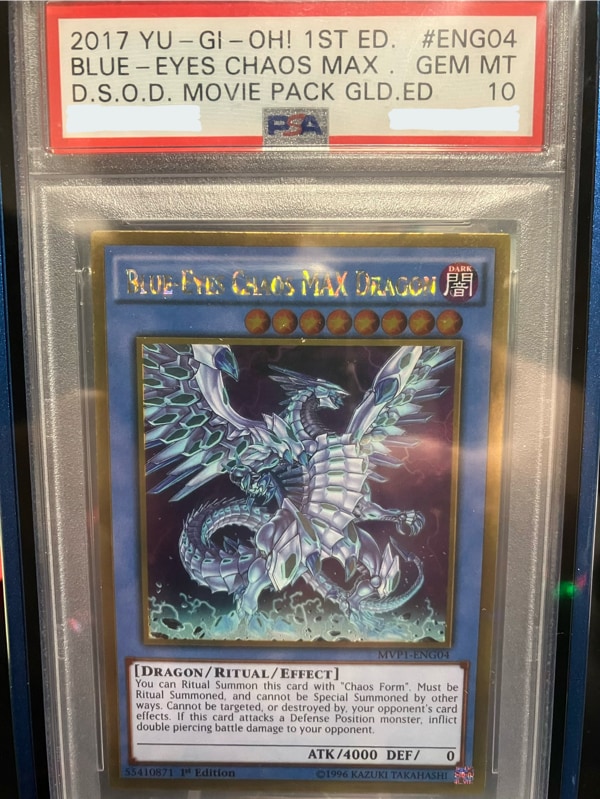 2017 YU-GI-OH! 1ST ED. #ENG04
BLUE-EYES CHAOS MAX . GEM MT
D.S.O.D. MOVIE PACK GLD.ED 10
PSA
BLUE-EYES CHAOS MAX DRAGON
DARK
闇
MVP1-ENG04
[DRAGON/RITUAL/EFFECT]
You can Ritual Summon this card with "Chaos Form". Must be
Ritual Summoned, and cannot be Special Summoned by other
ways. Cannot be targeted, or destroyed by, your opponent's card
effects. If this card attacks a Defense Position monster, inflict
double piercing battle damage to your opponent.
ATK/4000 DEF/ 0
55410871 1st Edition ©1996 KAZUKI TAKAHASHI